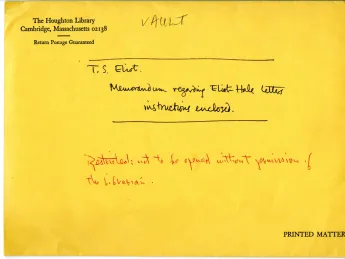 The Houghton Library
Cambridge, Massachusetts 02138
Return Postage Guaranteed
VAULT
T. S. Eliot.
Memorandum regarding Eliot-Hale letter
instructions enclosed.
Restricted: not to be opened without permission of
the Librarian.
PRINTED MATTER